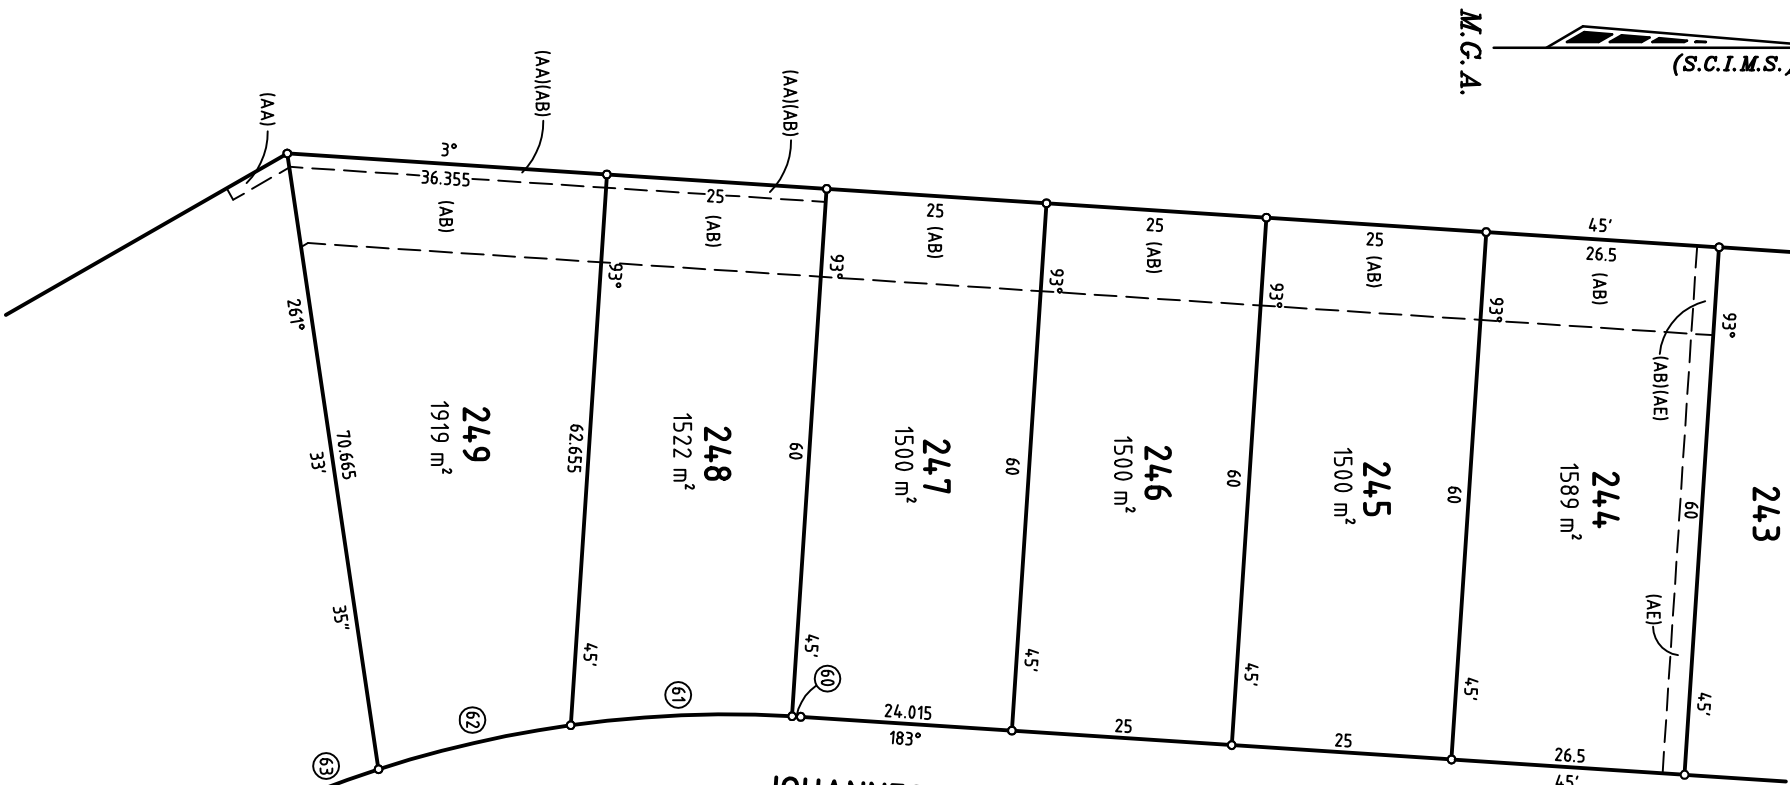 M.G.A.
(S.C.I.M.S.)
(AA)
(AA)(AB)
(AA)(AB)
3°
36.355
25
25
25
25
45'
26.5
(AB)
(AB)
(AB)
(AB)
(AB)
(AB)
93°
93°
93°
93°
93°
93°
261°
70.665
33'
35"
249
1919 m²
62.655
248
1522 m²
60
247
1500 m²
60
246
1500 m²
60
245
1500 m²
60
244
1589 m²
60
243
(AB)(AE)
(AE)
45'
45'
45'
45'
45'
45'
63
62
61
60
24.015
183°
25
25
26.5
45'